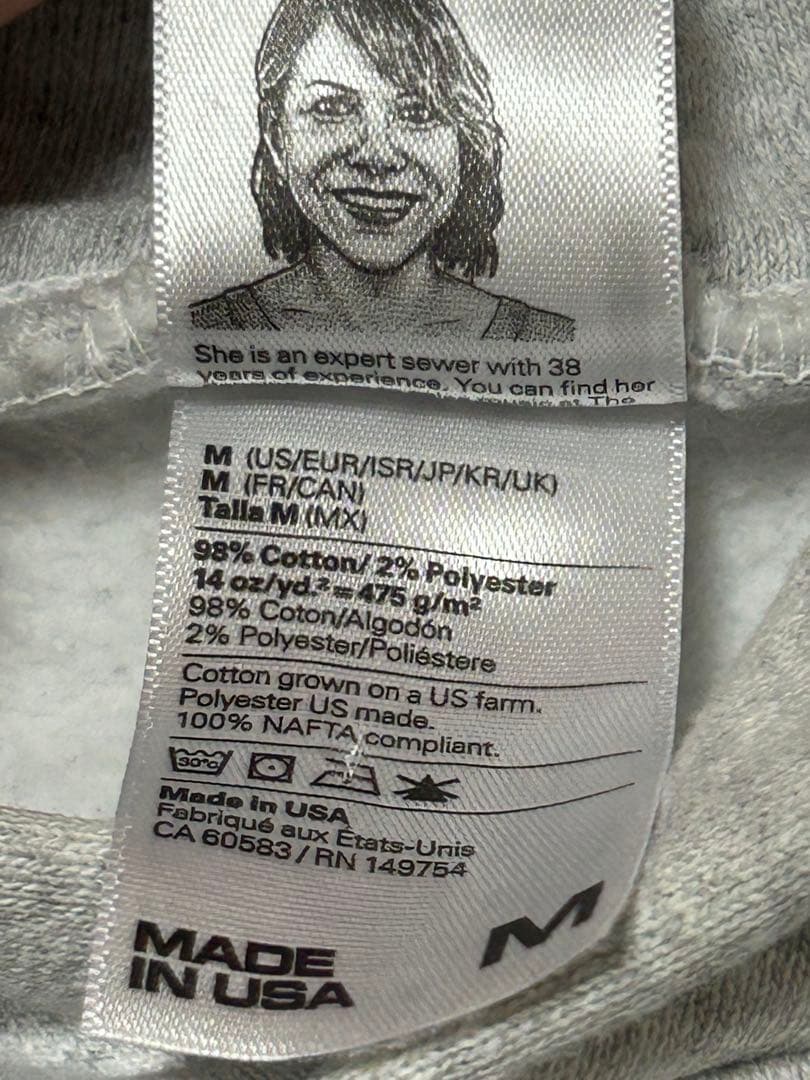 She is an expert sewer with 38
years of experience. You can find her
at The
M (US/EUR/ISR/JP/KR/UK)
M (FR/CAN)
Talla M (MX)
98% Cotton/ 2% Polyester
14 oz/yd.²=475 g/m²
98% Coton/Algodón
2% Polyester/Poliéstere
Cotton grown on a US farm.
Polyester US made.
100% NAFTA compliant.
30°C
Made in USA
Fabriqué aux États-Unis
CA 60583 / RN 149754
MADE
IN USA
M